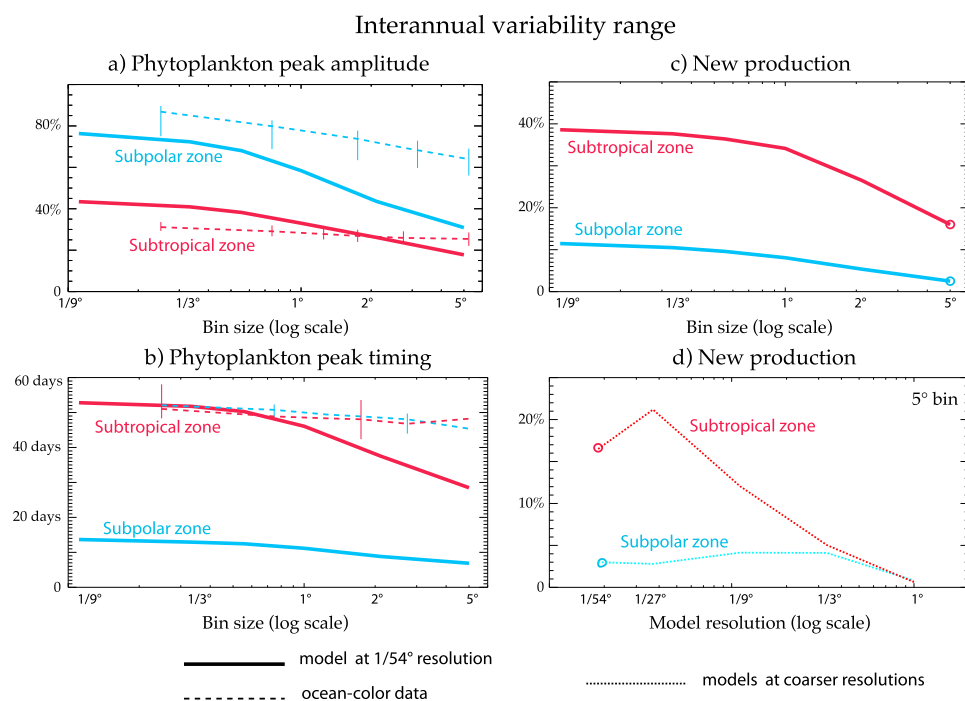 Interannual variability range
a) Phytoplankton peak amplitude
80%
40%
0
Subpolar zone
Subtropical zone
1/9° 1/3° 1° 2° 5°
Bin size (log scale)
c) New production
40%
20%
0
Subtropical zone
Subpolar zone
1/9° 1/3° 1° 2° 5°
Bin size (log scale)
b) Phytoplankton peak timing
60 days
40 days
20 days
0
Subtropical zone
Subpolar zone
1/9° 1/3° 1° 2° 5°
Bin size (log scale)
d) New production
5° bin
20%
10%
0
Subtropical zone
Subpolar zone
1/54° 1/27° 1/9° 1/3° 1°
Model resolution (log scale)
model at 1/54° resolution
ocean-color data
models at coarser resolutions